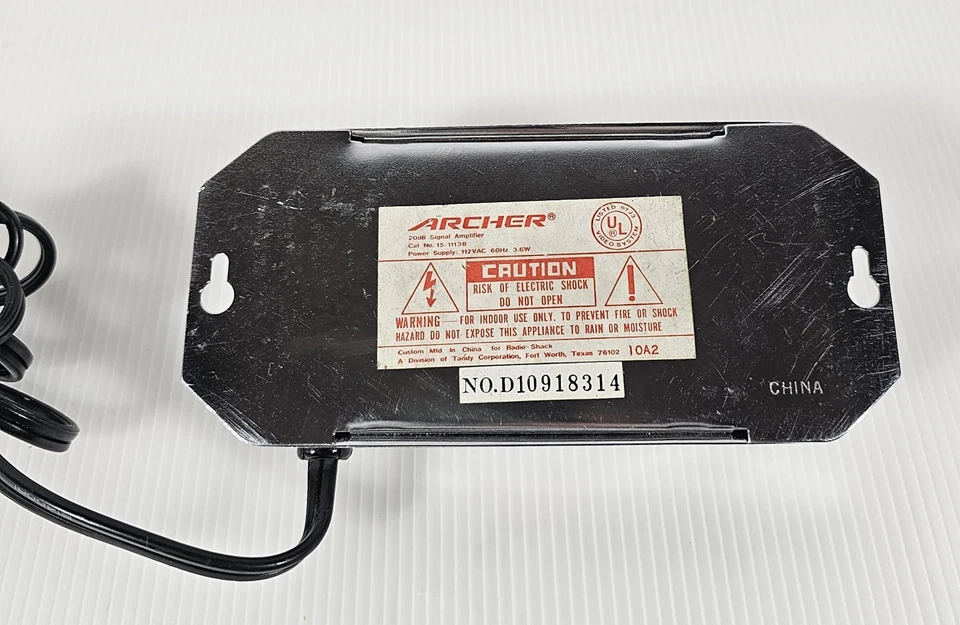 ARCHER®
20dB Signal Amplifier
Cat No. 15-1113B
Power Supply: 117VAC 60Hz 3.6W
LISTED 97J3
UL
®
VIDEO SYSTEM
CAUTION
RISK OF ELECTRIC SHOCK
DO NOT OPEN
!
WARNING—FOR INDOOR USE ONLY. TO PREVENT FIRE OR SHOCK
HAZARD DO NOT EXPOSE THIS APPLIANCE TO RAIN OR MOISTURE
Custom Mfd in China for Radio Shack
A Division of Tandy Corporation, Fort Worth, Texas 76102 10A2
NO.D10918314
CHINA